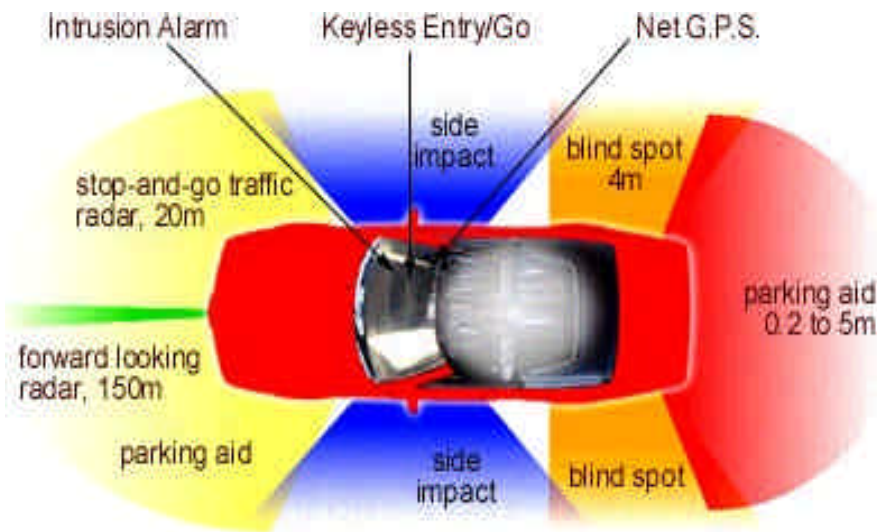 Intrusion Alarm
Keyless Entry/Go
Net G.P.S.
side
impact
blind spot
4m
stop-and-go traffic
radar, 20m
parking aid
0.2 to 5m
forward looking
radar, 150m
parking aid
side
impact
blind spot